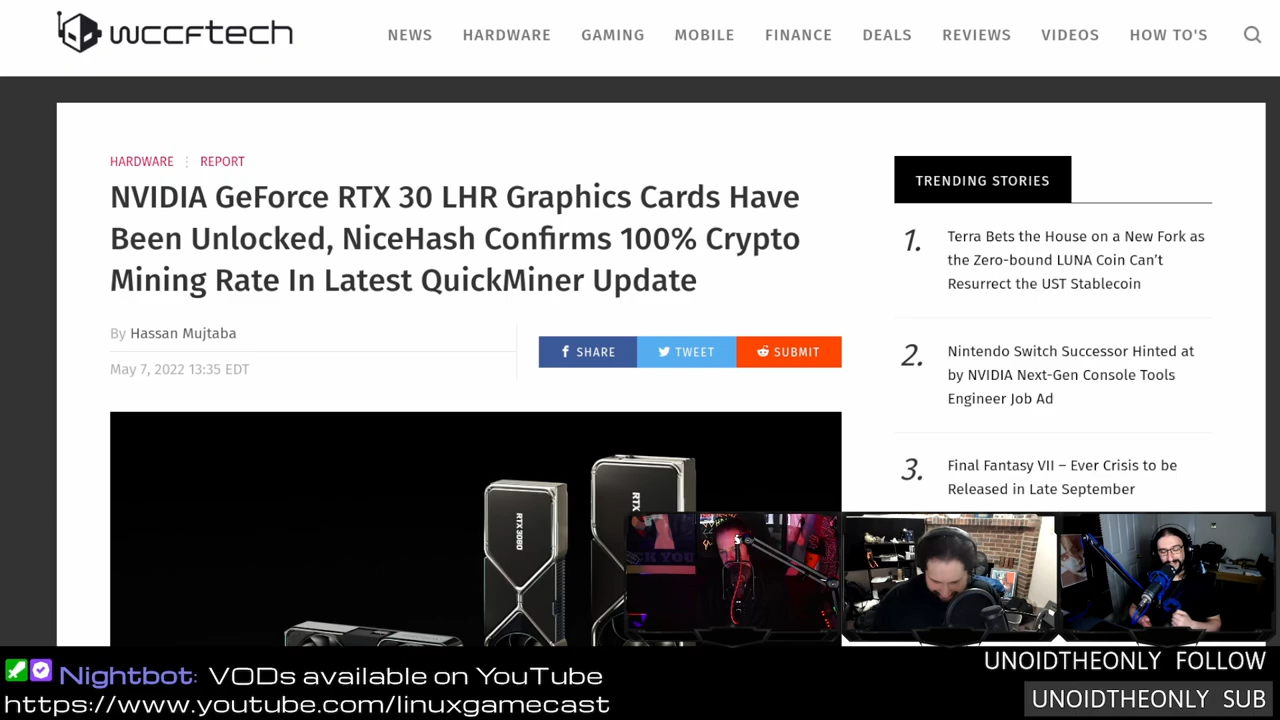 wccftech
NEWS HARDWARE GAMING MOBILE FINANCE DEALS REVIEWS VIDEOS HOW TO'S
HARDWARE REPORT
NVIDIA GeForce RTX 30 LHR Graphics Cards Have
Been Unlocked, NiceHash Confirms 100% Crypto
Mining Rate In Latest QuickMiner Update
By Hassan Mujtaba
May 7, 2022 13:35 EDT
SHARE TWEET SUBMIT
TRENDING STORIES
1. Terra Bets the House on a New Fork as
the Zero-bound LUNA Coin Can't
Resurrect the UST Stablecoin
2. Nintendo Switch Successor Hinted at
by NVIDIA Next-Gen Console Tools
Engineer Job Ad
3. Final Fantasy VII – Ever Crisis to be
Released in Late September
RTX 3080
RTX
CK YOU
Nightbot: VODs available on YouTube
https://www.youtube.com/linuxgamecast
UNOIDTHEONLY FOLLOW
UNOIDTHEONLY SUB